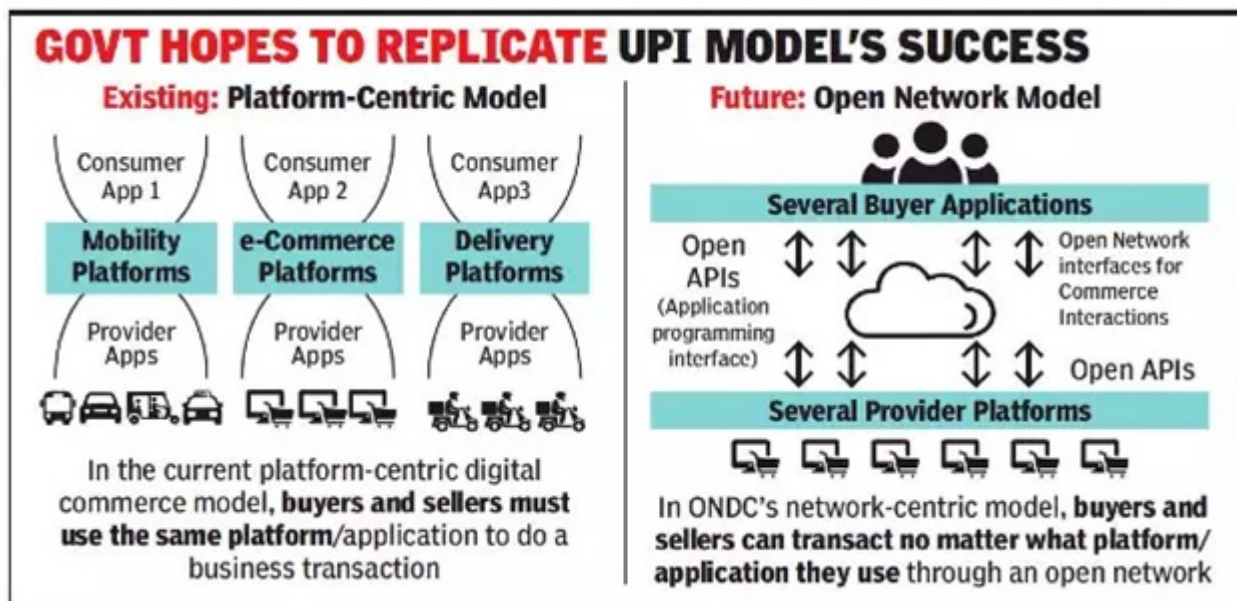 GOVT HOPES TO REPLICATE UPI MODEL'S SUCCESS
Existing: Platform-Centric Model
Consumer
App 1
Consumer
App 2
Consumer
App3
Mobility
Platforms
e-Commerce
Platforms
Delivery
Platforms
Provider
Apps
Provider
Apps
Provider
Apps
In the current platform-centric digital
commerce model, buyers and sellers must
use the same platform/application to do a
business transaction
Future: Open Network Model
Several Buyer Applications
Open
APIs
(Application
programming
interface)
Open Network
interfaces for
Commerce
Interactions
Open APIs
Several Provider Platforms
In ONDC's network-centric model, buyers and
sellers can transact no matter what platform/
application they use through an open network